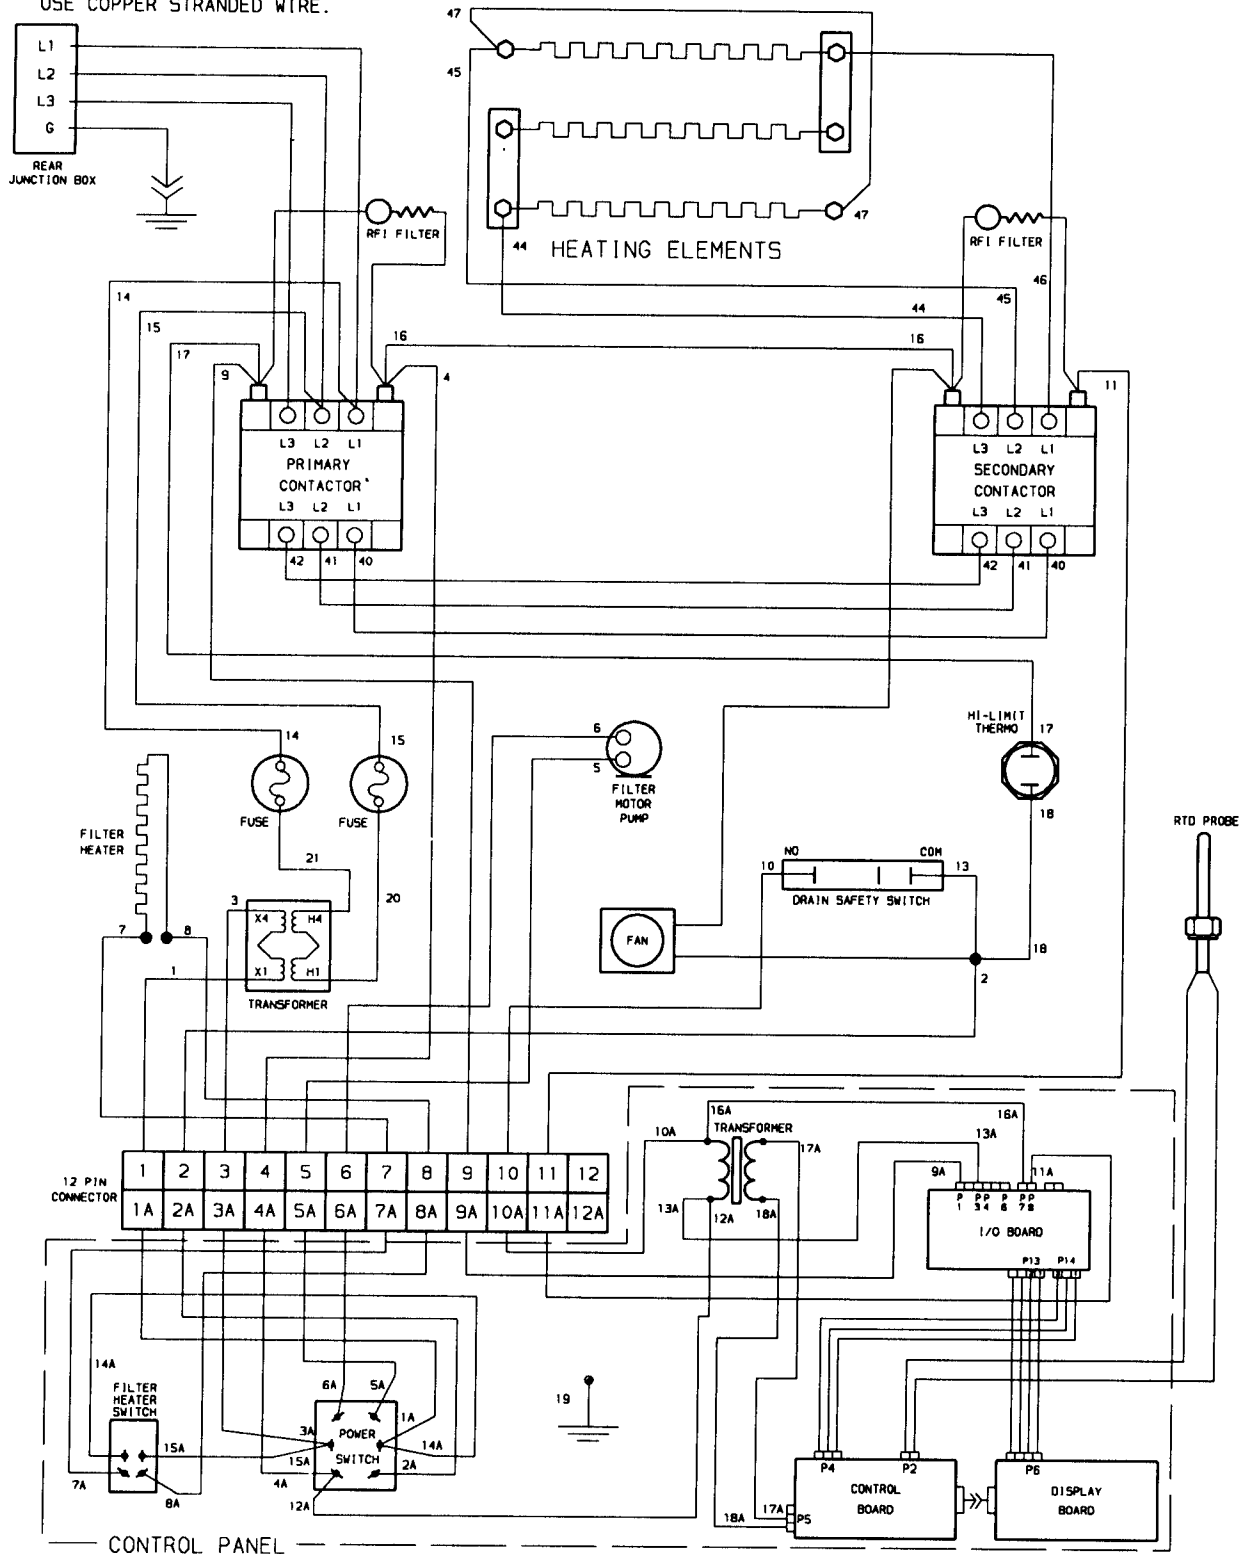 USE COPPER STRANDED WIRE.
L1
L2
L3
G
REAR
JUNCTION BOX
47
45
47
44
HEATING ELEMENTS
RFI FILTER
RFI FILTER
46
45
44
14
15
17
9
16
4
16
11
L3 L2 L1
PRIMARY
CONTACTOR
L3 L2 L1
42 41 40
L3 L2 L1
SECONDARY
CONTACTOR
L3 L2 L1
42 41 40
HI-LIMIT
THERMO
17
18
14
15
FUSE
FUSE
6
5
FILTER
MOTOR
PUMP
FILTER
HEATER
21
20
RTD PROBE
10
NO
COM
13
DRAIN SAFETY SWITCH
3
X4 H4
X1 H1
TRANSFORMER
7
8
1
FAN
18
2
12 PIN
CONNECTOR
1 2 3 4 5 6 7 8 9 10 11 12
1A 2A 3A 4A 5A 6A 7A 8A 9A 10A 11A 12A
16A
TRANSFORMER
10A
17A
13A
12A
18A
16A
13A
9A
11A
P1 P3 P4 P6 P7 P8
I/O BOARD
P13 P14
14A
FILTER
HEATER
SWITCH
15A
7A
8A
6A
5A
1A
3A
POWER
SWITCH
14A
15A
2A
4A
12A
19
P4 P2
CONTROL
BOARD
17A
18A
P5
P6
DISPLAY
BOARD
CONTROL PANEL